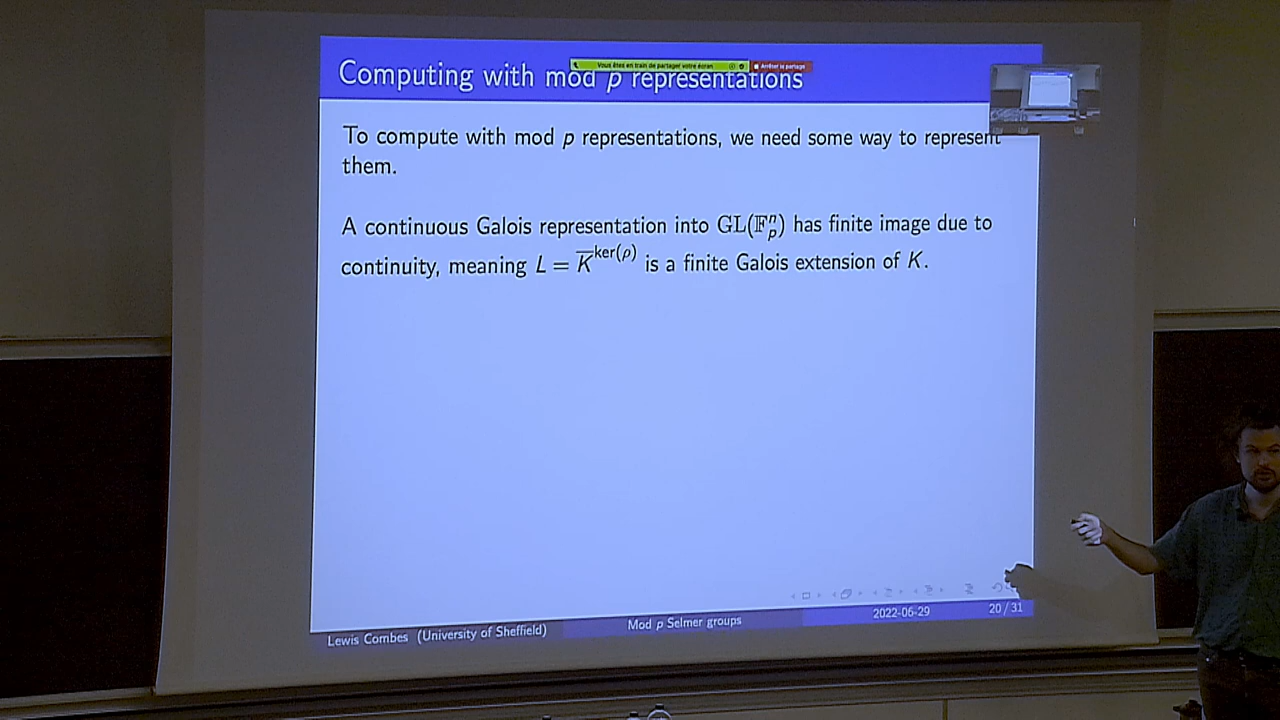 Vous êtes en train de partager votre écran
Arrêter le partage
Computing with mod p representations
To compute with mod p representations, we need some way to represent
them.
A continuous Galois representation into GL(𝔽ₚⁿ) has finite image due to
continuity, meaning L = K̅^ker(ρ) is a finite Galois extension of K.
Lewis Combes (University of Sheffield)
Mod p Selmer groups
2022-06-29
20 / 31